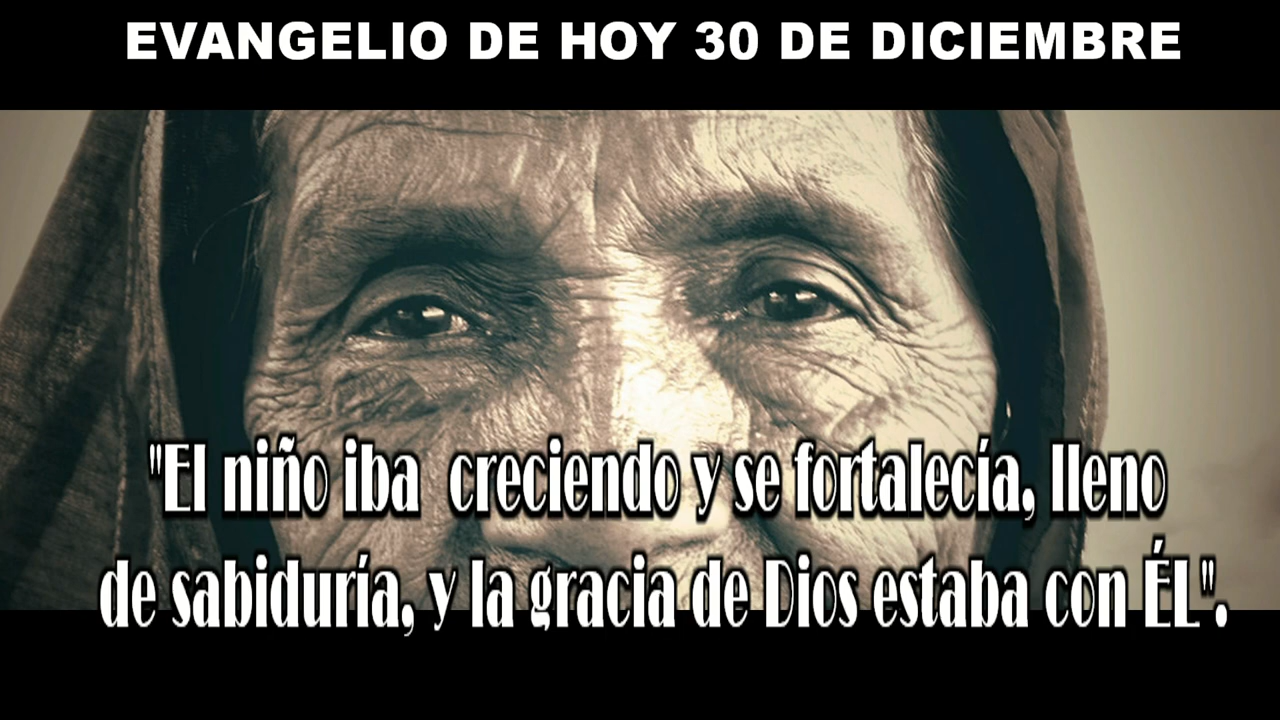 EVANGELIO DE HOY 30 DE DICIEMBRE
"El niño iba  creciendo y se fortalecía, lleno
de sabiduría, y la gracia de Dios estaba con ÉL".